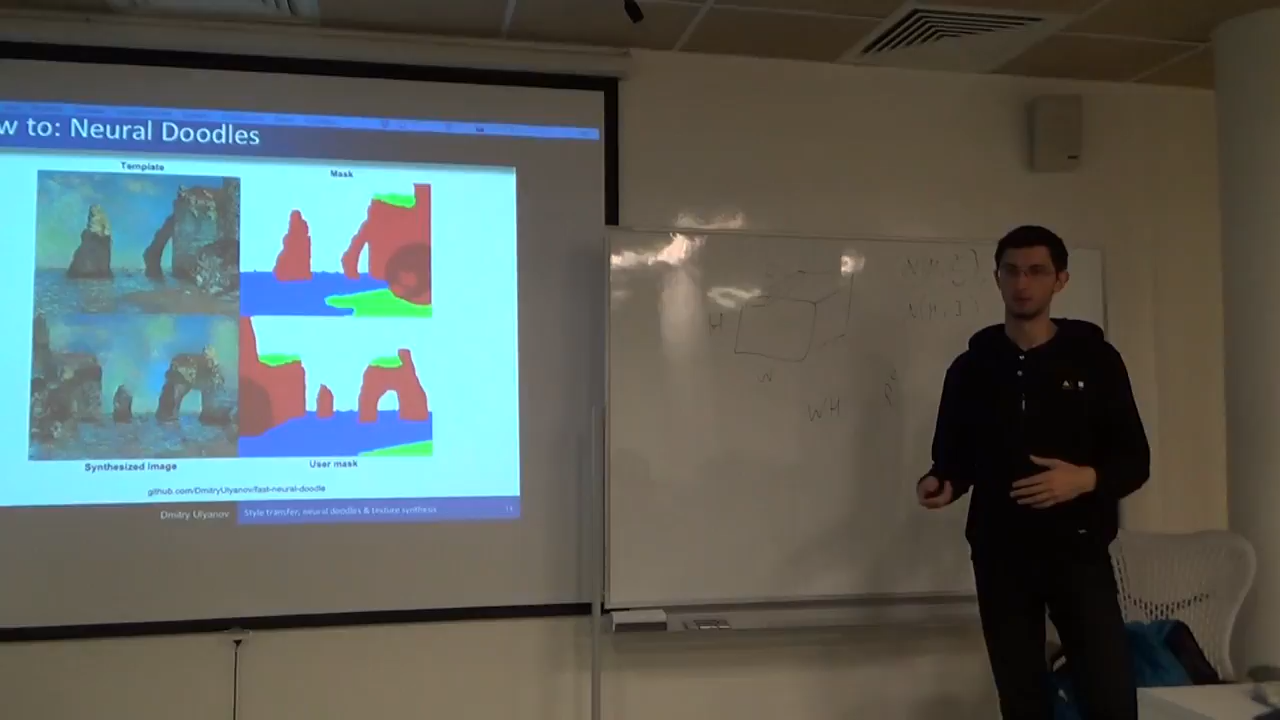 w to: Neural Doodles
Template
Mask
Synthesized image
User mask
github.com/DmitryUlyanov/fast-neural-doodle
Dmitry Ulyanov
Style transfer, neural doodles & texture synthesis
14
H
W
WH